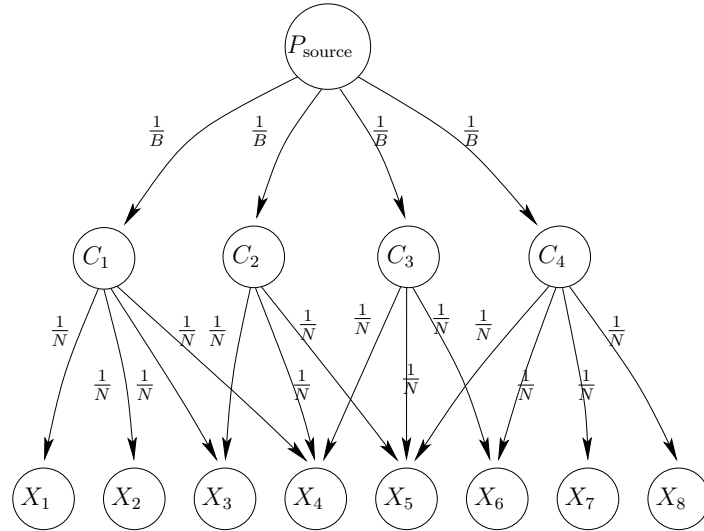 P_source
1/B 1/B 1/B 1/B
C_1 C_2 C_3 C_4
1/N 1/N 1/N 1/N 1/N 1/N 1/N 1/N 1/N 1/N 1/N 1/N 1/N 1/N
X_1 X_2 X_3 X_4 X_5 X_6 X_7 X_8